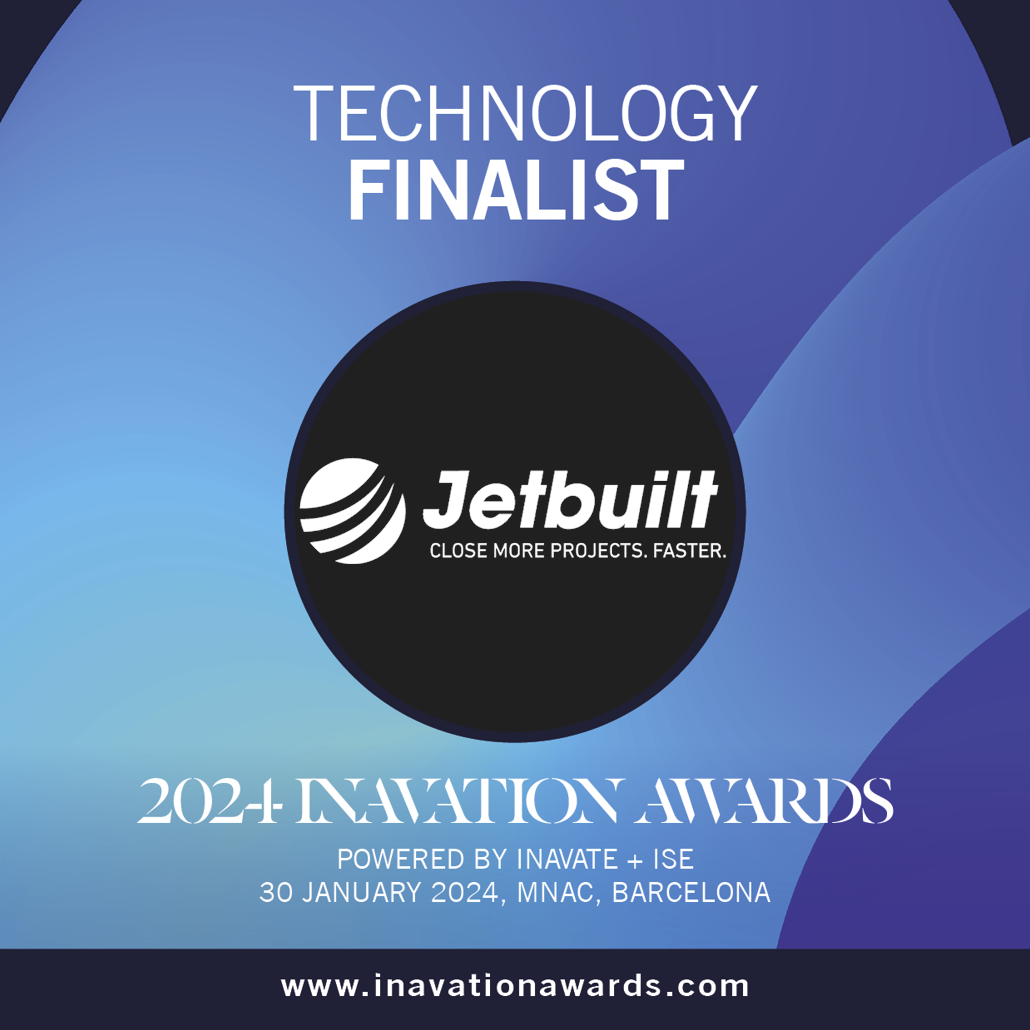 TECHNOLOGY
FINALIST
Jetbuilt
CLOSE MORE PROJECTS. FASTER.
2024 INAVATION AWARDS
POWERED BY INAVATE + ISE
30 JANUARY 2024, MNAC, BARCELONA
www.inavationawards.com